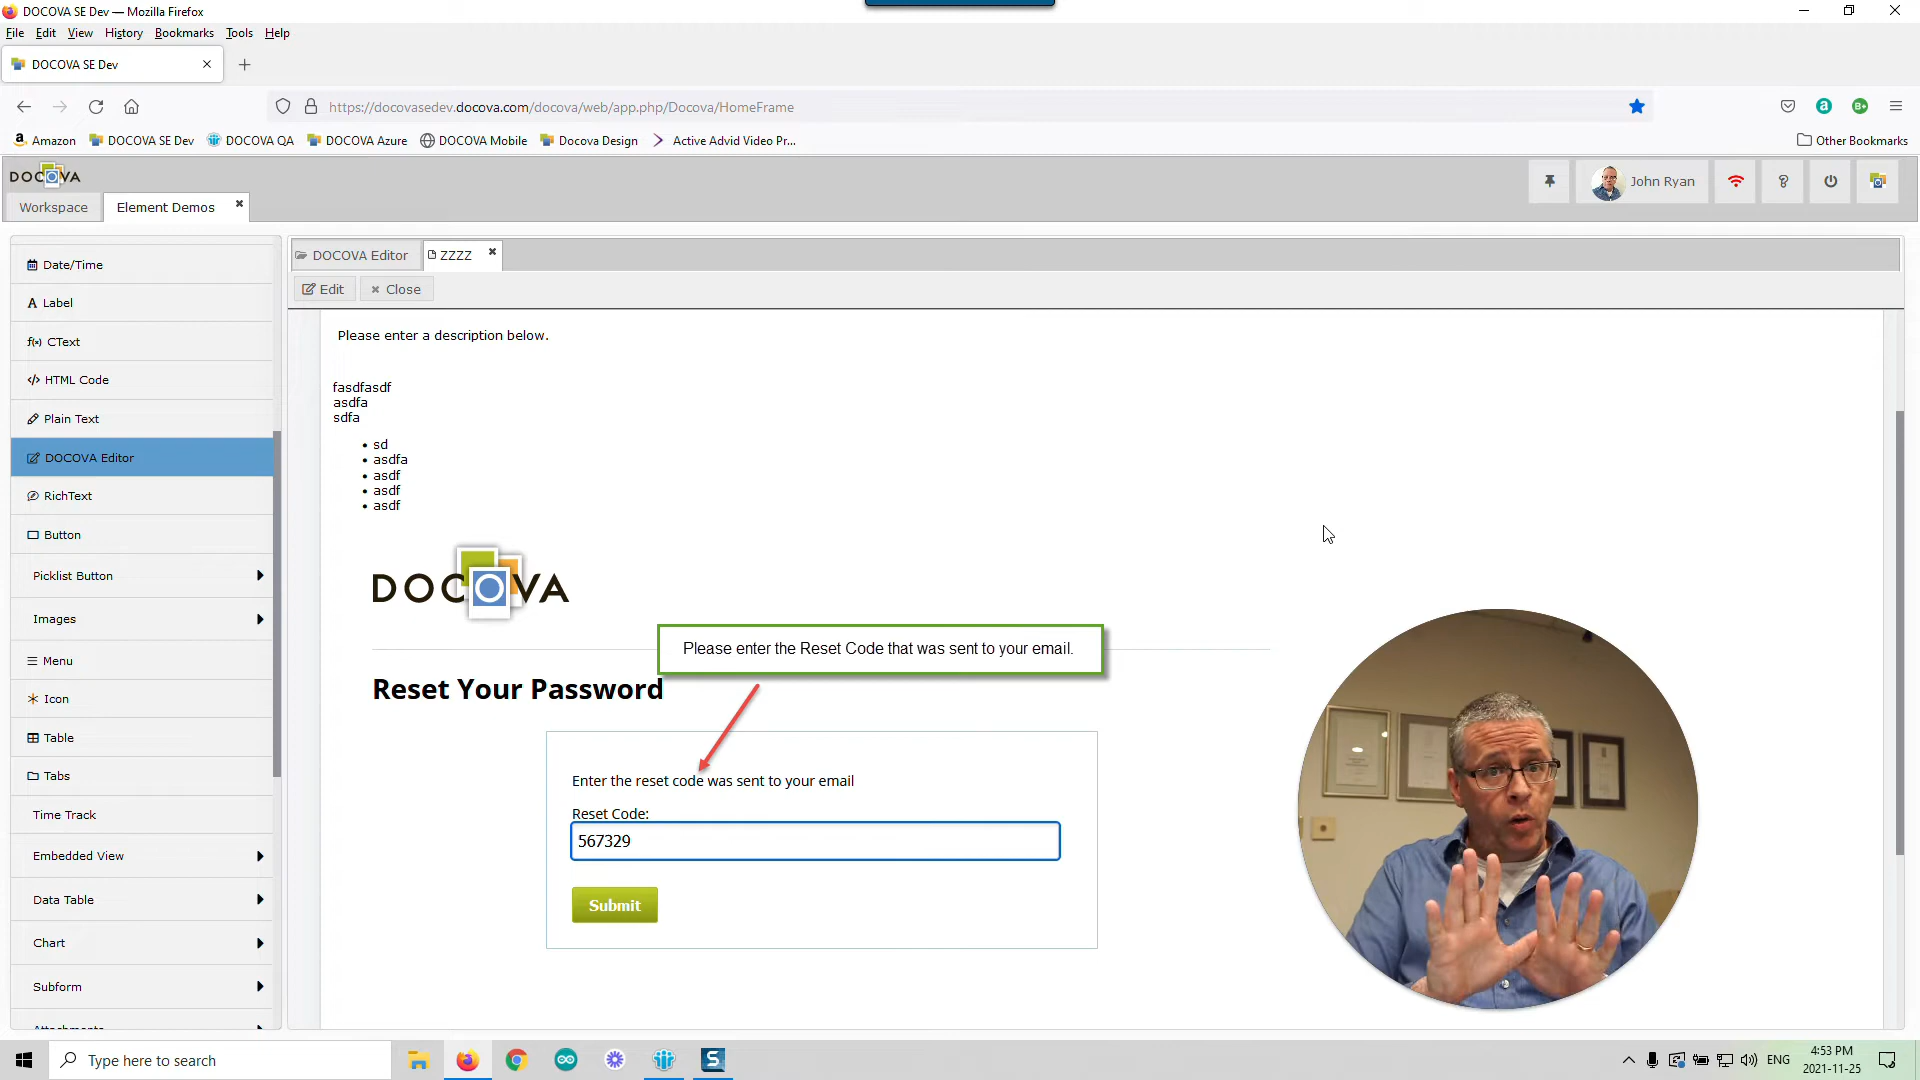 DOCOVA SE Dev — Mozilla Firefox
File Edit View History Bookmarks Tools Help
DOCOVA SE Dev
https://docovasedev.docova.com/docova/web/app.php/Docova/HomeFrame
Amazon DOCOVA SE Dev DOCOVA QA DOCOVA Azure DOCOVA Mobile Docova Design Active Advid Video Pr... Other Bookmarks
DOCOVA
John Ryan
Workspace Element Demos
DOCOVA Editor ZZZZ
Edit Close
Date/Time
Label
f(x) CText
HTML Code
Plain Text
DOCOVA Editor
RichText
Button
Picklist Button
Images
Menu
Icon
Table
Tabs
Time Track
Embedded View
Data Table
Chart
Subform
Attachments
Please enter a description below.
fasdfasdf
asdfa
sdfa
• sd
• asdfa
• asdf
• asdf
• asdf
DOCOVA
Please enter the Reset Code that was sent to your email.
Reset Your Password
Enter the reset code was sent to your email
Reset Code:
567329
Submit
Type here to search
ENG
4:53 PM
2021-11-25